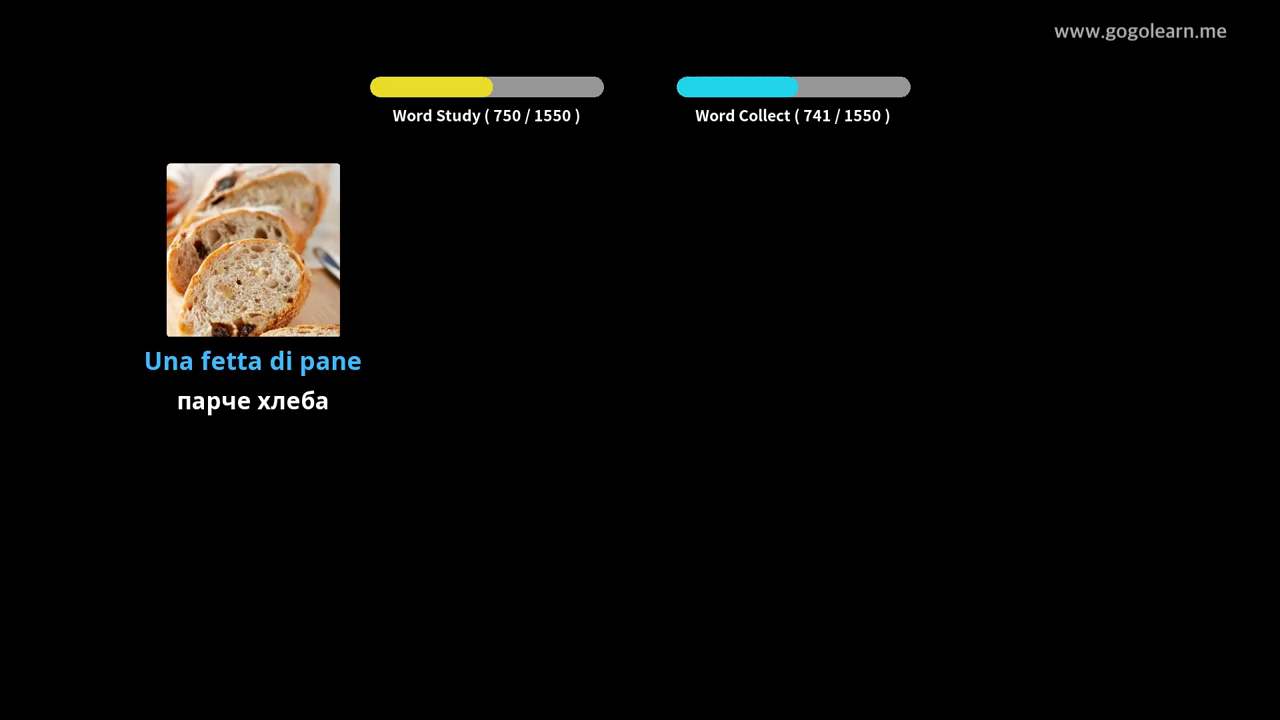 www.gogolearn.me
Word Study ( 750 / 1550 )
Word Collect ( 741 / 1550 )
Una fetta di pane
парче хлеба